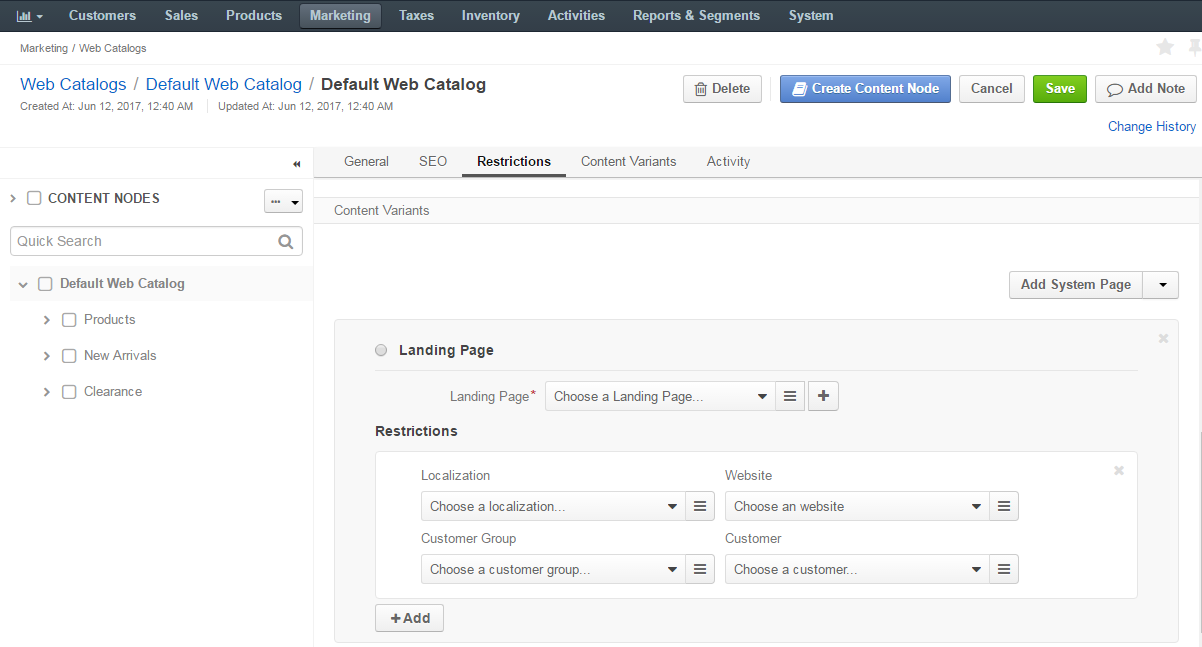 Customers Sales Products Marketing Taxes Inventory Activities Reports & Segments System
Marketing / Web Catalogs
Web Catalogs / Default Web Catalog / Default Web Catalog
Delete Create Content Node Cancel Save Add Note
Created At: Jun 12, 2017, 12:40 AM Updated At: Jun 12, 2017, 12:40 AM
Change History
General SEO Restrictions Content Variants Activity
CONTENT NODES
...
Quick Search
Default Web Catalog
Products
New Arrivals
Clearance
Content Variants
Add System Page
Landing Page
Landing Page* Choose a Landing Page...
Restrictions
Localization Website
Choose a localization... Choose an website
Customer Group Customer
Choose a customer group... Choose a customer...
+Add